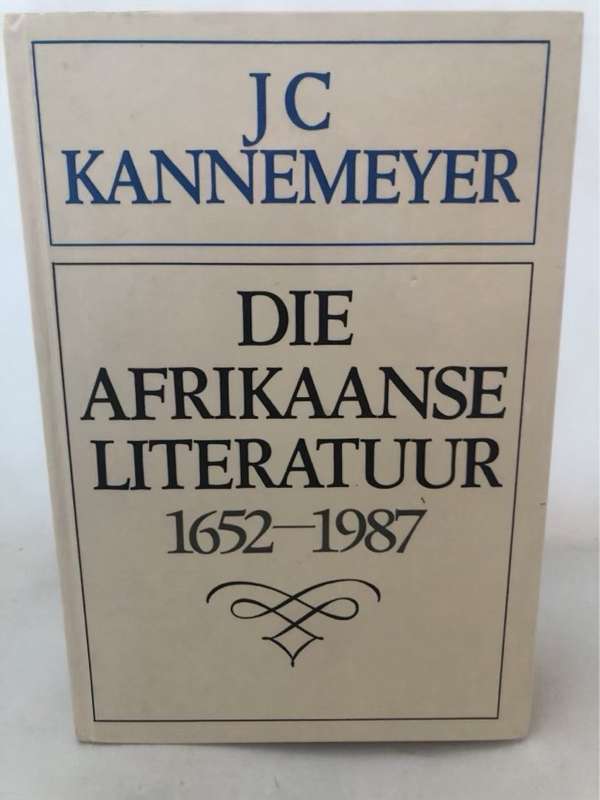 J C
KANNEMEYER
DIE
AFRIKAANSE
LITERATUUR
1652—1987